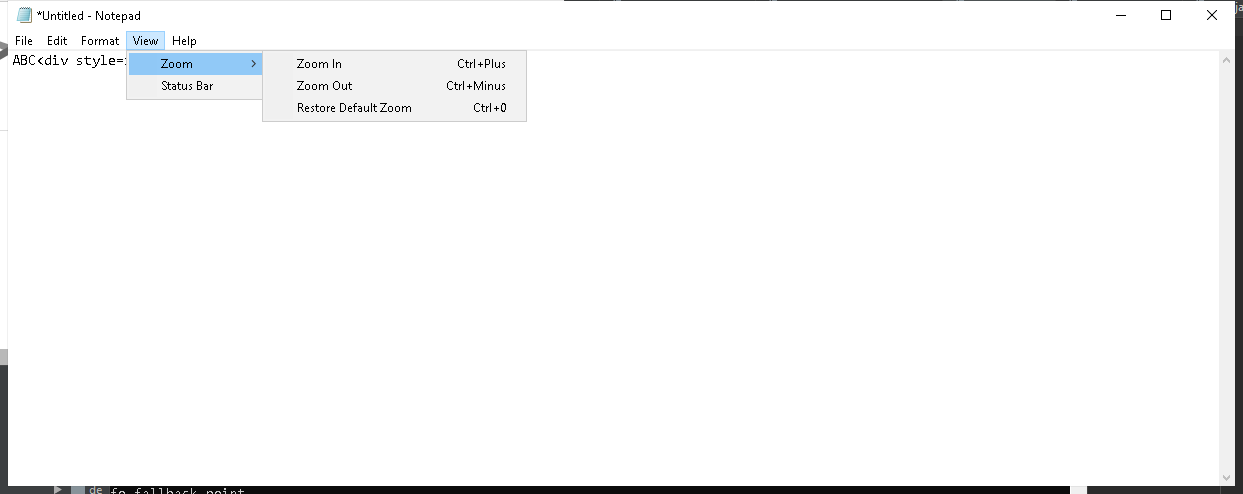 *Untitled - Notepad
File Edit Format View Help
ABC<div style=
Zoom
Status Bar
Zoom In Ctrl+Plus
Zoom Out Ctrl+Minus
Restore Default Zoom Ctrl+0
ja
de fo fallback point